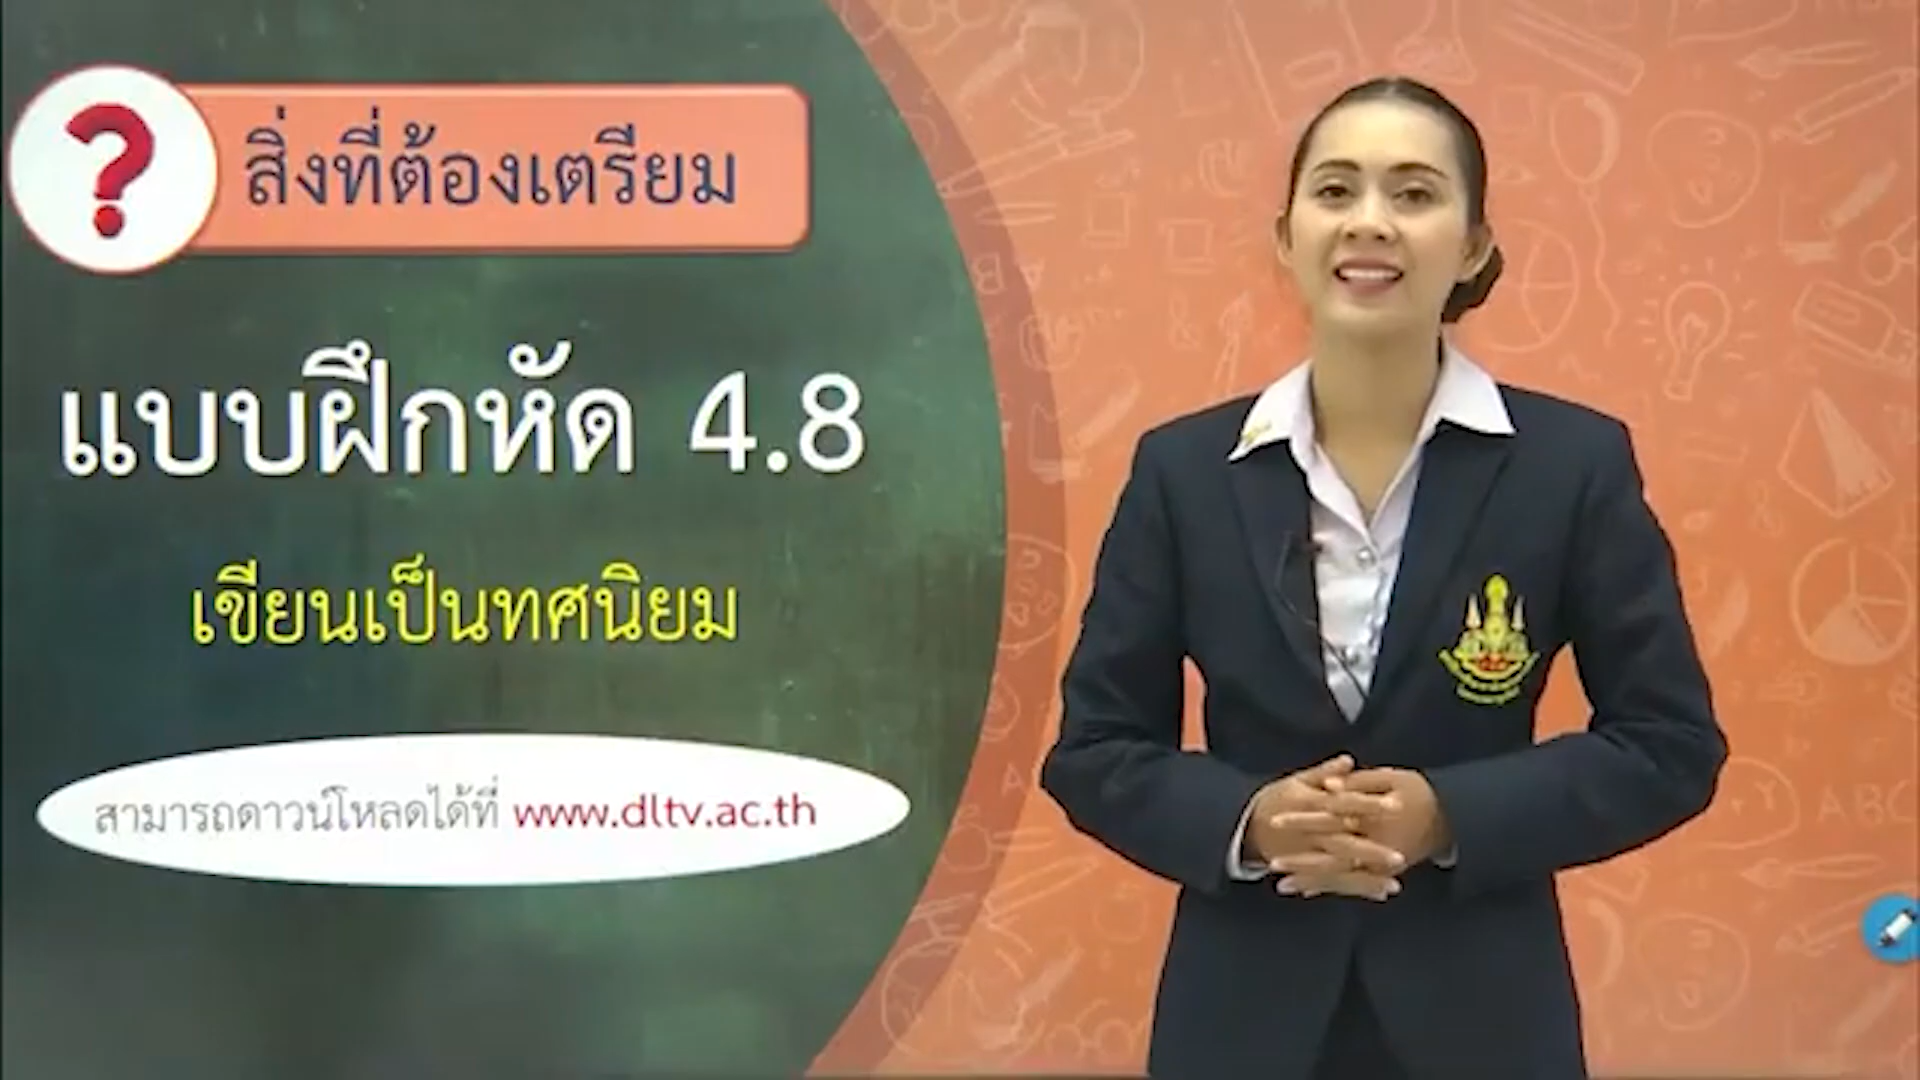 ?
สิ่งที่ต้องเตรียม
แบบฝึกหัด 4.8
เขียนเป็นทศนิยม
สามารถดาวน์โหลดได้ที่ www.dltv.ac.th
ABC